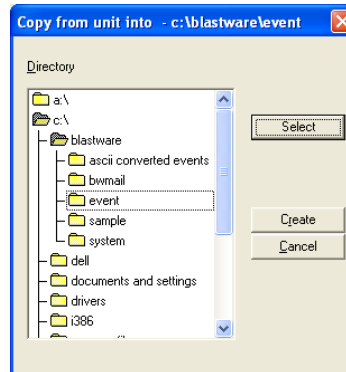 Copy from unit into - c:\blastware\event
Directory
a:\
c:\
blastware
ascii converted events
bwmail
event
sample
system
dell
documents and settings
drivers
i386
Select
Create
Cancel